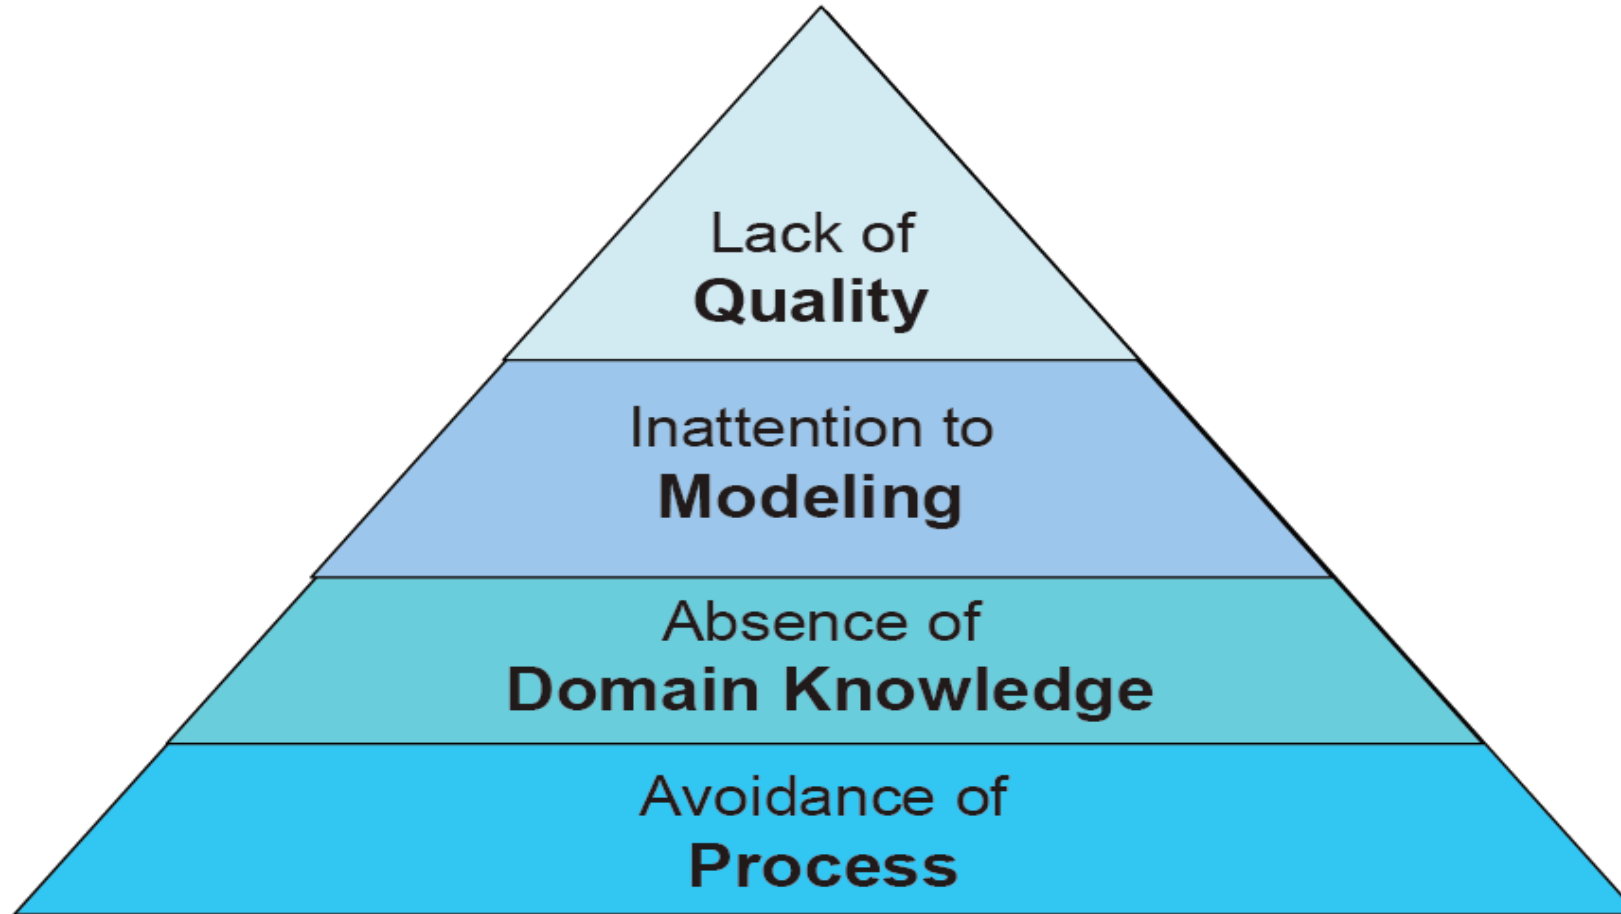 Lack of
Quality
Inattention to
Modeling
Absence of
Domain Knowledge
Avoidance of
Process